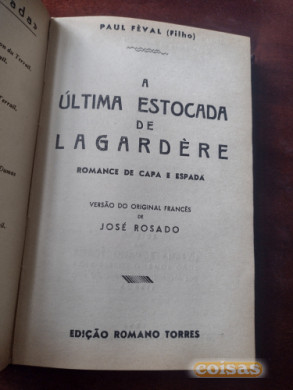 PAUL FÉVAL (Filho)
A
ÚLTIMA ESTOCADA
DE
LAGARDÈRE
ROMANCE DE CAPA E ESPADA
VERSÃO DO ORIGINAL FRANCÊS
DE
JOSÉ ROSADO
EDIÇÃO ROMANO TORRES
coisas